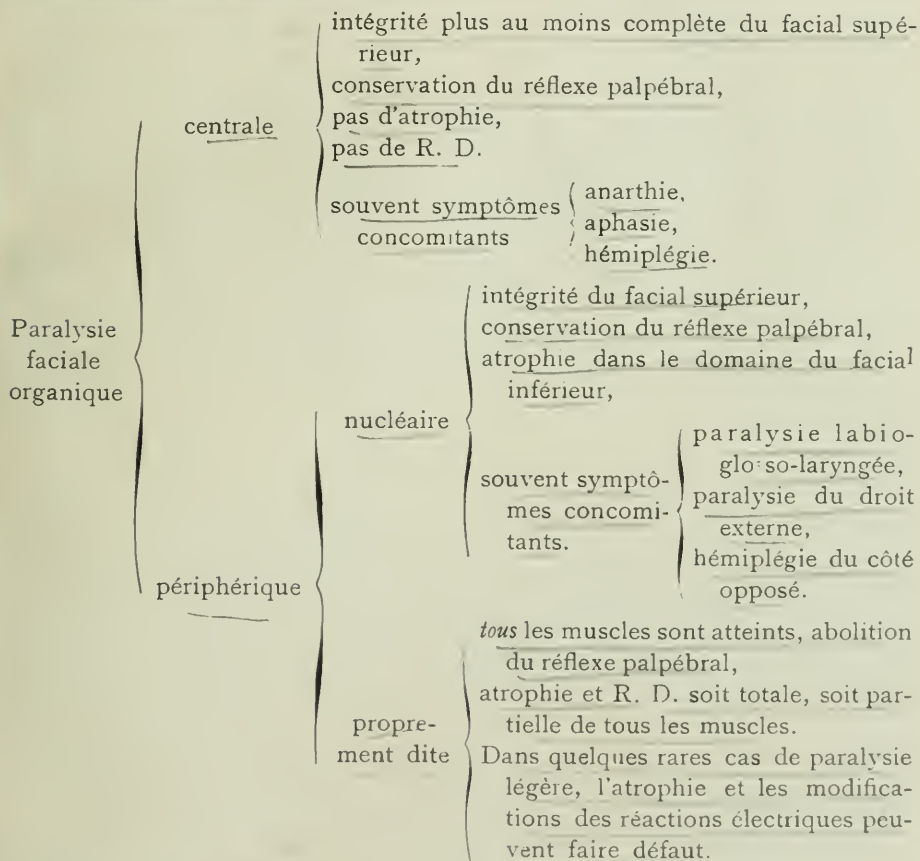 intégrité plus au moins complète du facial supé-
rieur,
conservation du réflexe palpébral,
centrale
pas d'atrophie,
pas de R. D.
souvent symptômes
concomitants
anarthie,
aphasie,
hémiplégie.
Paralysie
faciale
organique
intégrité du facial supérieur,
conservation du réflexe palpébral,
atrophie dans le domaine du facial
inférieur,
nucléaire
souvent symptô-
mes concomi-
tants.
paralysie labio-
glosso-laryngée,
paralysie du droit
externe,
hémiplégie du côté
opposé.
périphérique
tous les muscles sont atteints, abolition
du réflexe palpébral,
atrophie et R. D. soit totale, soit par-
tielle de tous les muscles.
propre-
ment dite
Dans quelques rares cas de paralysie
légère, l'atrophie et les modifica-
tions des réactions électriques peu-
vent faire défaut.